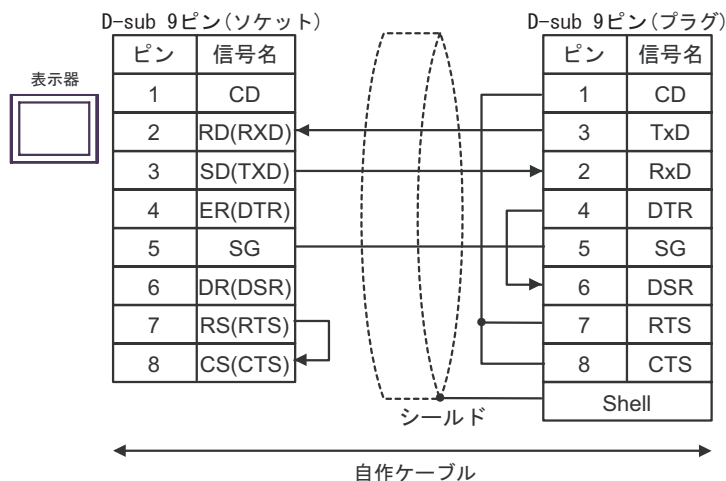 D-sub 9ピン(ソケット) D-sub 9ピン(プラグ)
表示器
ピン 信号名 ピン 信号名
1 CD 1 CD
2 RD(RXD) 3 TxD
3 SD(TXD) 2 RxD
4 ER(DTR) 4 DTR
5 SG 5 SG
6 DR(DSR) 6 DSR
7 RS(RTS) 7 RTS
8 CS(CTS) 8 CTS
Shell
シールド
自作ケーブル